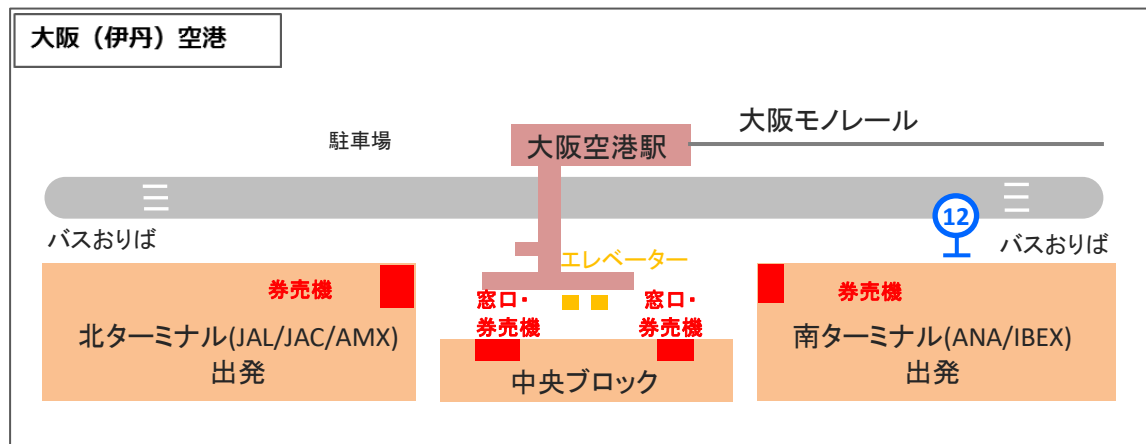 大阪（伊丹）空港
大阪モノレール
駐車場
大阪空港駅
12
バスおりば
バスおりば
エレベーター
券売機
窓口・
券売機
窓口・
券売機
券売機
北ターミナル(JAL/JAC/AMX)
出発
中央ブロック
南ターミナル(ANA/IBEX)
出発